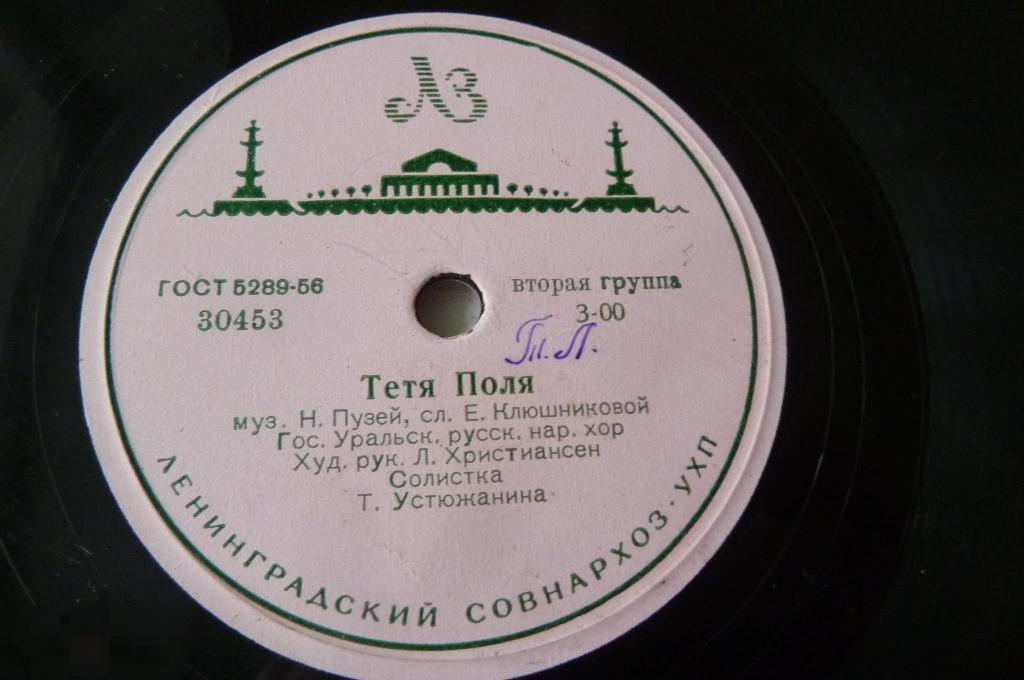 ЛЗ
ГОСТ 5289-56
вторая группа
30453
3-00
Т. П.
Тетя Поля
муз. Н. Пузей, сл. Е. Клюшниковой
Гос. Уральск. русск. нар. хор
Худ. рук. Л. Христиансен
Солистка
Т. Устюжанина
ЛЕНИНГРАДСКИЙ СОВНАРХОЗ · УХП